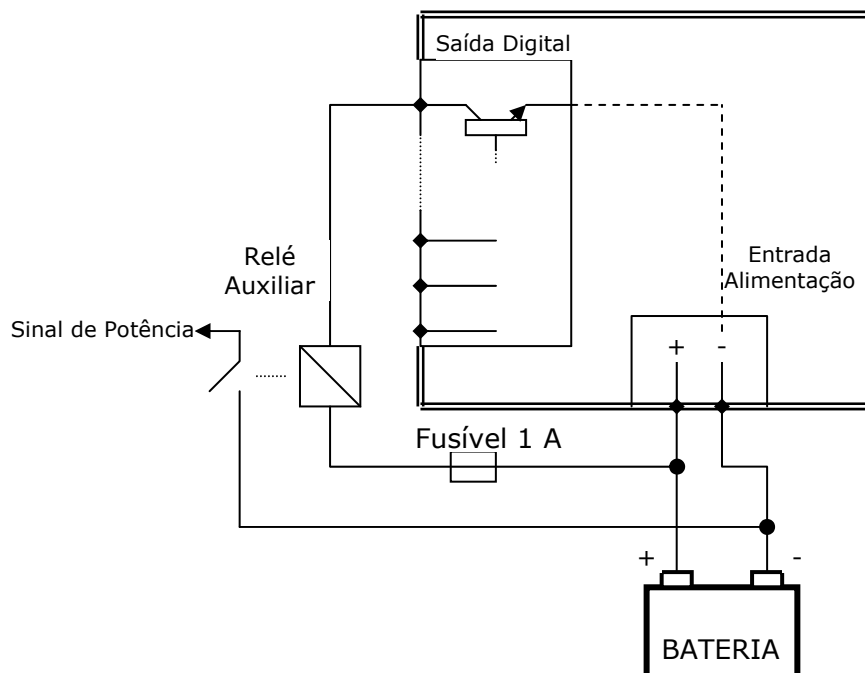 Saída Digital
Relé
Auxiliar
Entrada
Alimentação
Sinal de Potência
+ -
Fusível 1 A
+ -
BATERIA